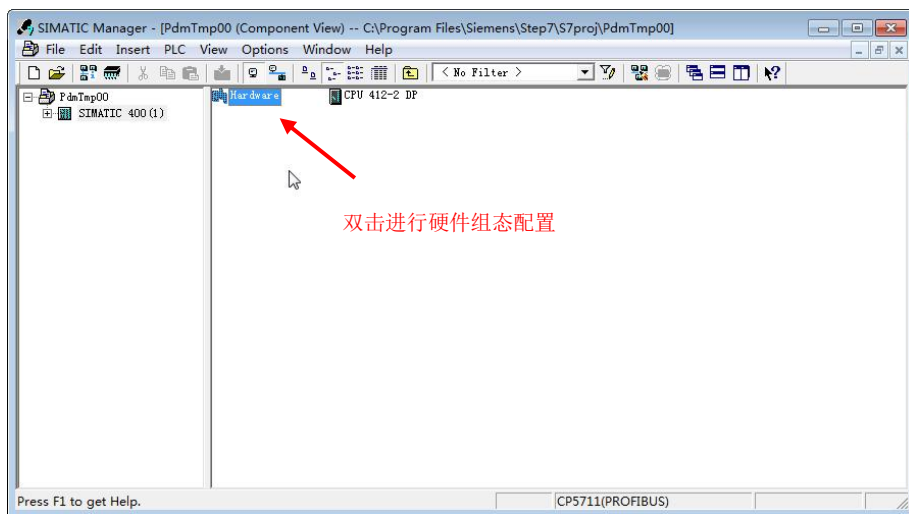 SIMATIC Manager - [PdmTmp00 (Component View) -- C:\Program Files\Siemens\Step7\S7proj\PdmTmp00]
File Edit Insert PLC View Options Window Help
< No Filter >
PdmTmp00
SIMATIC 400(1)
Hardware
CPU 412-2 DP
双击进行硬件组态配置
Press F1 to get Help.
CP5711(PROFIBUS)